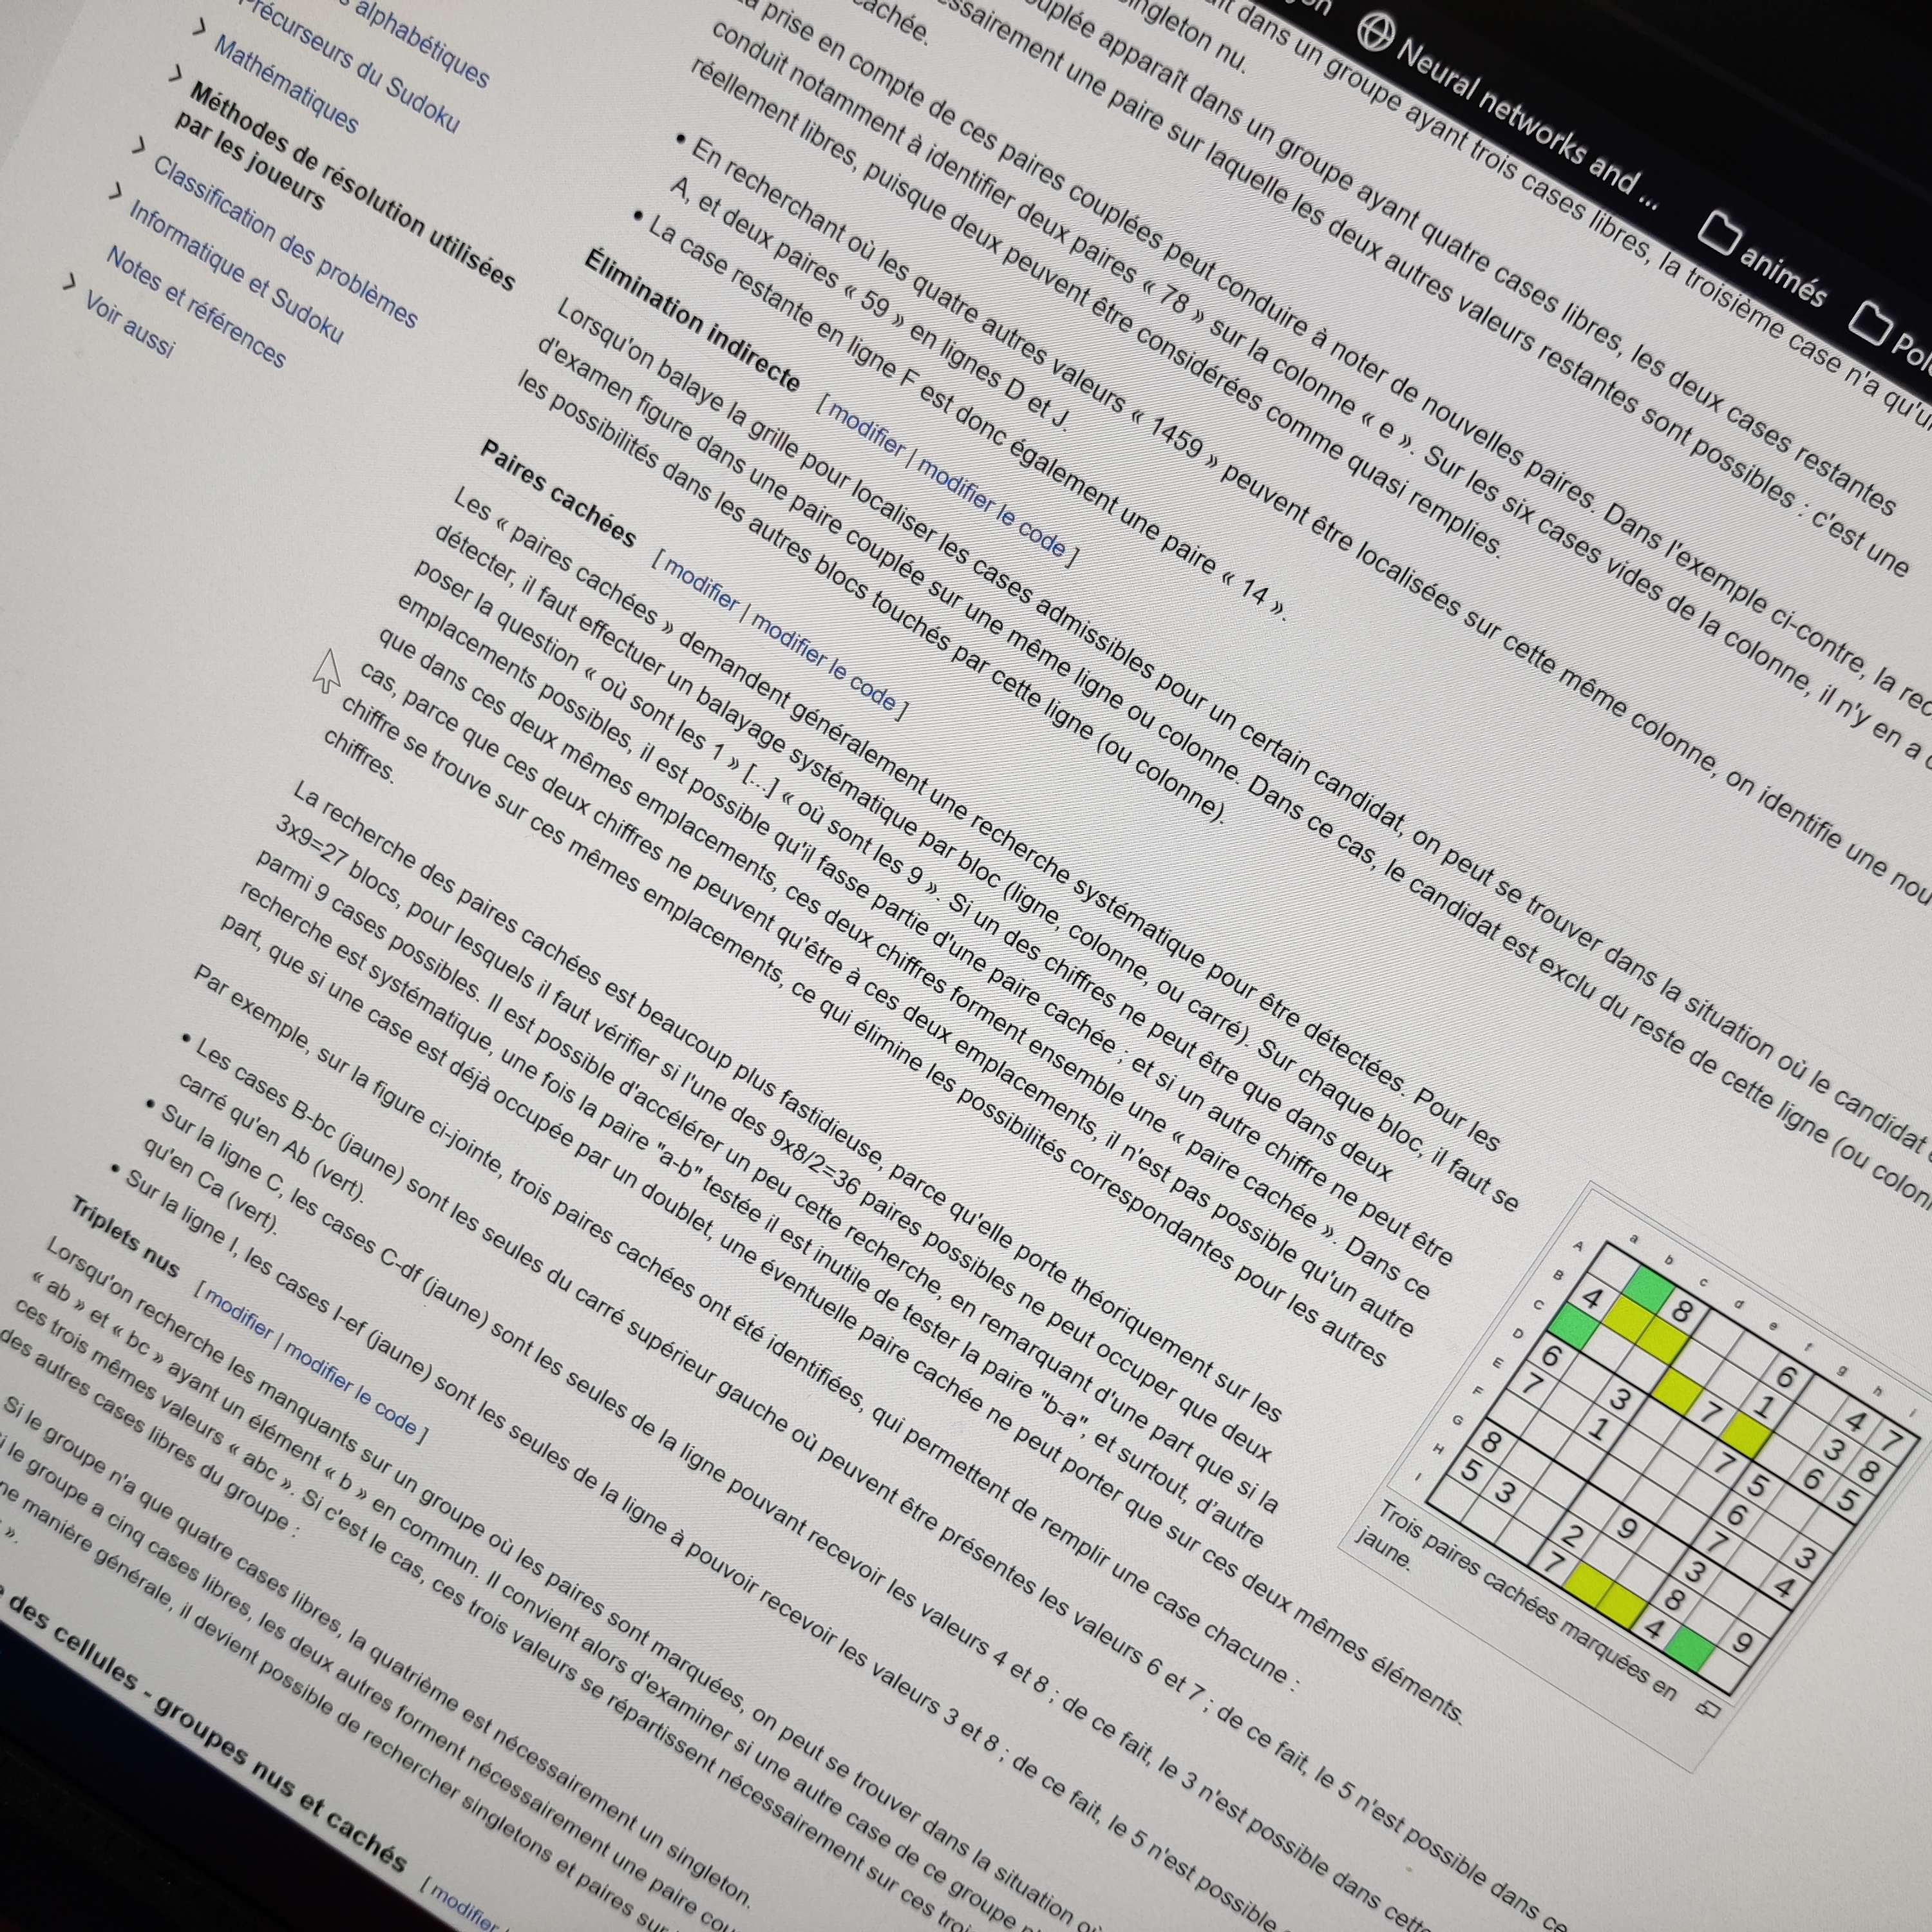 Neural networks and ...
animés
s alphabétiques
Précurseurs du Sudoku
Mathématiques
Méthodes de résolution utilisées
par les joueurs
Classification des problèmes
Informatique et Sudoku
Notes et références
Voir aussi
dans un groupe ayant trois cases libres, la troisième case n'a qu'un
singleton nu.
couplée apparaît dans un groupe ayant quatre cases libres, les deux cases restantes
nécessairement une paire sur laquelle les deux autres valeurs restantes sont possibles : c'est une
cachée.
La prise en compte de ces paires couplées peut conduire à noter de nouvelles paires. Dans l'exemple ci-contre, la rec
conduit notamment à identifier deux paires « 78 » sur la colonne « e ». Sur les six cases vides de la colonne, il n'y en a
réellement libres, puisque deux peuvent être considérées comme quasi remplies.
• En recherchant où les quatre autres valeurs « 1459 » peuvent être localisées sur cette même colonne, on identifie une nou
A, et deux paires « 59 » en lignes D et J.
• La case restante en ligne F est donc également une paire « 14 ».
Élimination indirecte [ modifier | modifier le code ]
Lorsqu'on balaye la grille pour localiser les cases admissibles pour un certain candidat, on peut se trouver dans la situation où le candidat
d'examen figure dans une paire couplée sur une même ligne ou colonne. Dans ce cas, le candidat est exclu du reste de cette ligne (ou colon
les possibilités dans les autres blocs touchés par cette ligne (ou colonne).
Paires cachées [ modifier | modifier le code ]
Les « paires cachées » demandent généralement une recherche systématique pour être détectées. Pour les
détecter, il faut effectuer un balayage systématique par bloc (ligne, colonne, ou carré). Sur chaque bloc, il faut se
poser la question « où sont les 1 » [...] « où sont les 9 ». Si un des chiffres ne peut être que dans deux
emplacements possibles, il est possible qu'il fasse partie d'une paire cachée ; et si un autre chiffre ne peut être
que dans ces deux mêmes emplacements, ces deux chiffres forment ensemble une « paire cachée ». Dans ce
cas, parce que ces deux chiffres ne peuvent qu'être à ces deux emplacements, il n'est pas possible qu'un autre
chiffre se trouve sur ces mêmes emplacements, ce qui élimine les possibilités correspondantes pour les autres
chiffres.
La recherche des paires cachées est beaucoup plus fastidieuse, parce qu'elle porte théoriquement sur les
3x9=27 blocs, pour lesquels il faut vérifier si l'une des 9x8/2=36 paires possibles ne peut occuper que deux
parmi 9 cases possibles. Il est possible d'accélérer un peu cette recherche, en remarquant d'une part que si la
recherche est systématique, une fois la paire "a-b" testée il est inutile de tester la paire "b-a", et surtout, d'autre
part, que si une case est déjà occupée par un doublet, une éventuelle paire cachée ne peut porter que sur ces deux mêmes éléments.
Par exemple, sur la figure ci-jointe, trois paires cachées ont été identifiées, qui permettent de remplir une case chacune :
• Les cases B-bc (jaune) sont les seules du carré supérieur gauche où peuvent être présentes les valeurs 6 et 7 ; de ce fait, le 5 n'est possible dans ce
carré qu'en Ab (vert).
• Sur la ligne C, les cases C-df (jaune) sont les seules de la ligne pouvant recevoir les valeurs 4 et 8 ; de ce fait, le 3 n'est possible dans cette
qu'en Ca (vert).
• Sur la ligne I, les cases I-ef (jaune) sont les seules de la ligne à pouvoir recevoir les valeurs 3 et 8 ; de ce fait, le 5 n'est possible
Triplets nus [ modifier | modifier le code ]
Lorsqu'on recherche les manquants sur un groupe où les paires sont marquées, on peut se trouver dans la situation où
« ab » et « bc » ayant un élément « b » en commun. Il convient alors d'examiner si une autre case de ce groupe
ces trois mêmes valeurs « abc ». Si c'est le cas, ces trois valeurs se répartissent nécessairement sur ces trois
des autres cases libres du groupe :
Si le groupe n'a que quatre cases libres, la quatrième est nécessairement un singleton.
i le groupe a cinq cases libres, les deux autres forment nécessairement une paire cou
ne manière générale, il devient possible de rechercher singletons et paires sur
».
des cellules - groupes nus et cachés [ modifier
a b c d e f g h i
A 8 6 4 7
B 4 1 3 8
C 7 6 5
D 6 3 7 5
E 7 1 6 3
F 7 4
G 8 9 3
H 5 3 2 8 9
I 7 4
Trois paires cachées marquées en
jaune.